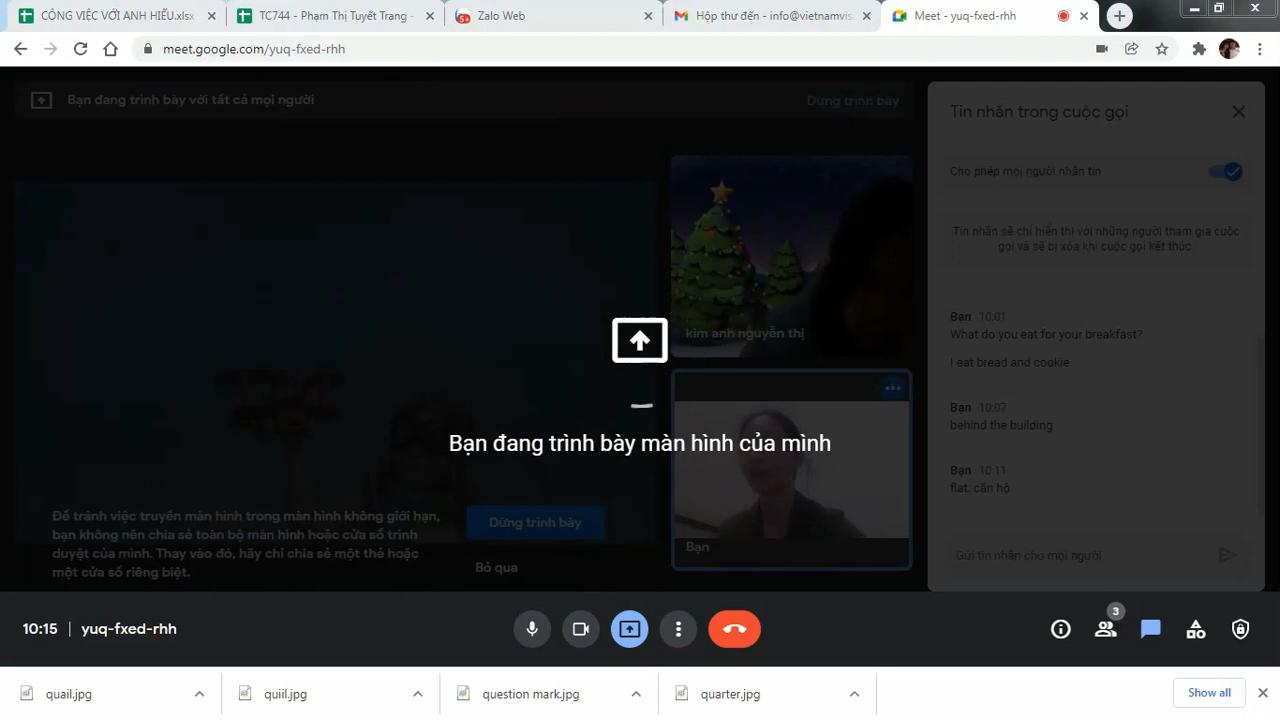 CÔNG VIỆC VỚI ANH HIẾU.xlsx
TC744 - Phạm Thị Tuyết Trang -
Zalo Web
Hộp thư đến - info@vietnamvis
Meet - yuq-fxed-rhh
meet.google.com/yuq-fxed-rhh
Bạn đang trình bày với tất cả mọi người
Dừng trình bày
Tin nhắn trong cuộc gọi
Cho phép mọi người nhắn tin
Tin nhắn sẽ chỉ hiển thị với những người tham gia cuộc
gọi và sẽ bị xóa khi cuộc gọi kết thúc.
Bạn 10:01
What do you eat for your breakfast?
I eat bread and cookie
Bạn 10:07
behind the building
Bạn 10:11
flat: căn hộ
Gửi tin nhắn cho mọi người
kim anh nguyễn thị
Bạn đang trình bày màn hình của mình
Bạn
Để tránh việc truyền màn hình trong màn hình không giới hạn,
bạn không nên chia sẻ toàn bộ màn hình hoặc cửa sổ trình
duyệt của mình. Thay vào đó, hãy chỉ chia sẻ một thẻ hoặc
một cửa sổ riêng biệt.
Dừng trình bày
Bỏ qua
10:15 | yuq-fxed-rhh
3
quail.jpg
quiil.jpg
question mark.jpg
quarter.jpg
Show all